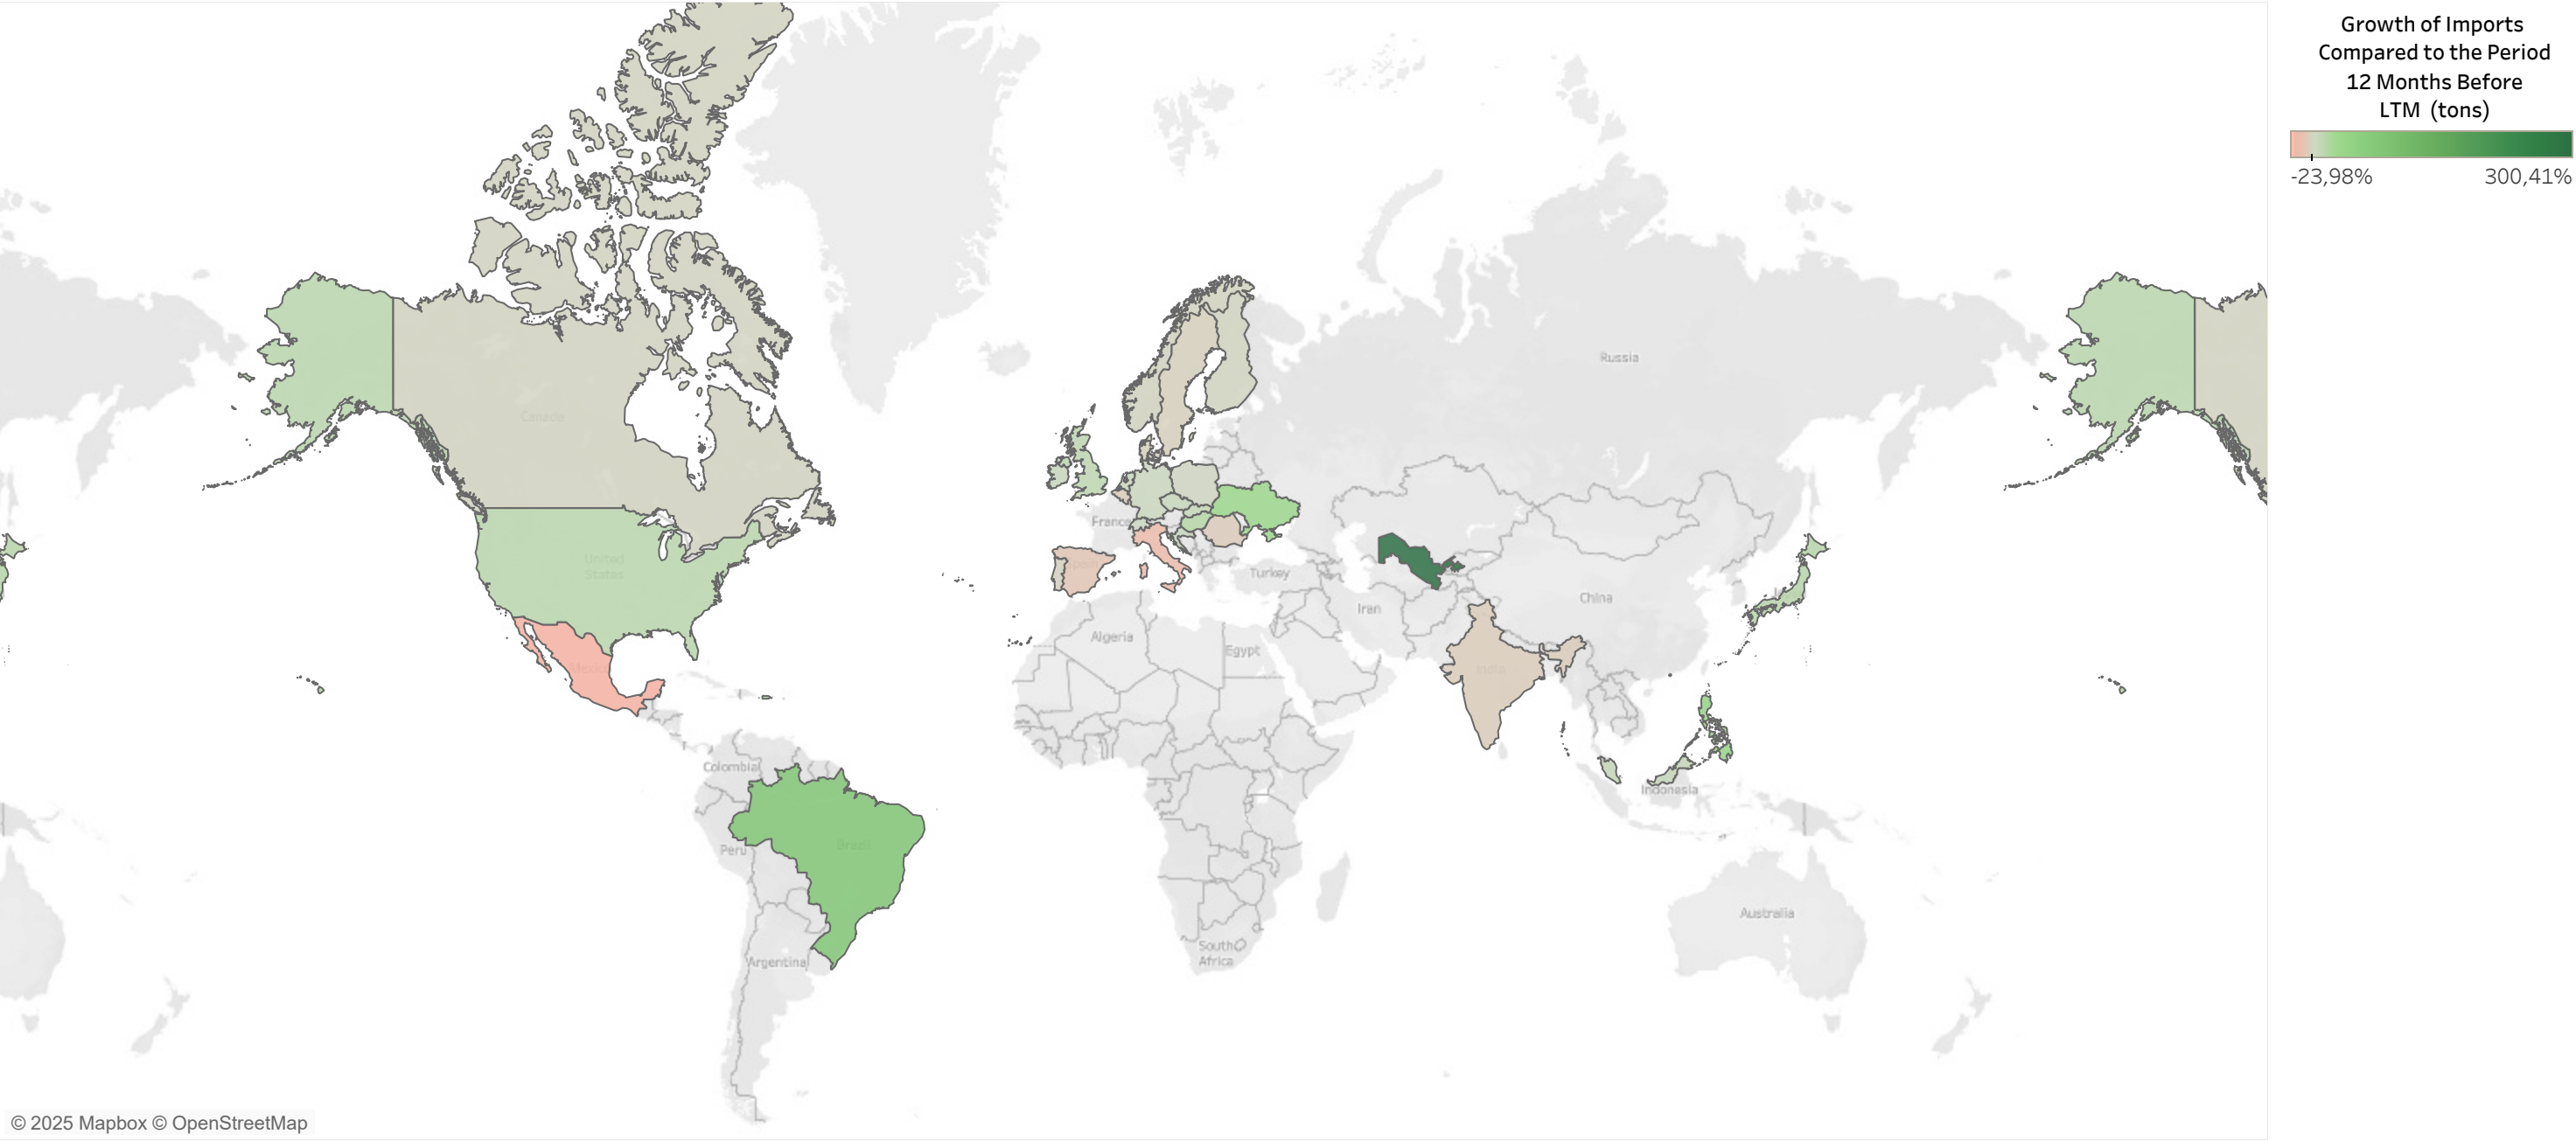 Growth of Imports
Compared to the Period
12 Months Before
LTM (tons)
-23,98%
300,41%
Russia
Canada
France
United
States
Spain
Turkey
China
Iran
Algeria
Egypt
Mexico
India
Colombia
Indonesia
Peru
Brazil
Australia
South
Africa
Argentina
© 2025 Mapbox © OpenStreetMap